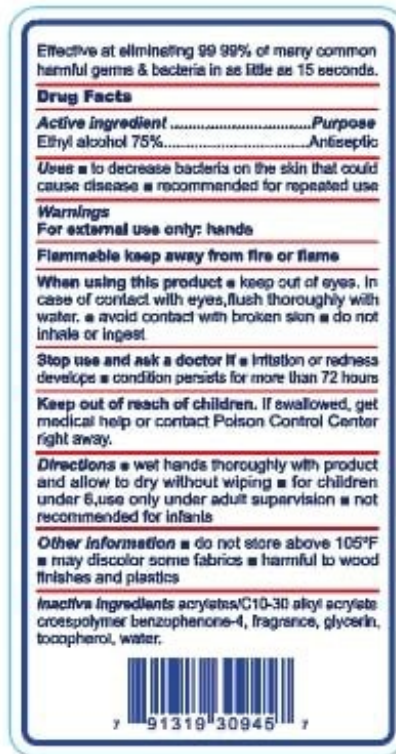 Effective at eliminating 99 99% of many common
harmful germs & bacteria in as little as 15 seconds.
Drug Facts
Active ingredient ................................Purpose
Ethyl alcohol 75%..................................Antiseptic
Uses ■ to decrease bacteria on the skin that could
cause disease ■ recommended for repeated use
Warnings
For external use only: hands
Flammable keep away from fire or flame
When using this product ■ keep out of eyes. In
case of contact with eyes,flush thoroughly with
water. ■ avoid contact with broken skin ■ do not
inhale or ingest
Stop use and ask a doctor if ■ irritation or redness
develops ■ condition persists for more than 72 hours
Keep out of reach of children. If swallowed, get
medical help or contact Poison Control Center
right away.
Directions ■ wet hands thoroughly with product
and allow to dry without wiping ■ for children
under 6,use only under adult supervision ■ not
recommended for infants
Other information ■ do not store above 105°F
■ may discolor some fabrics ■ harmful to wood
finishes and plastics
Inactive ingredients acrylates/C10-30 alkyl acrylate
crosspolymer benzophenone-4, fragrance, glycerin,
tocopherol, water.
7 91319 30945 7